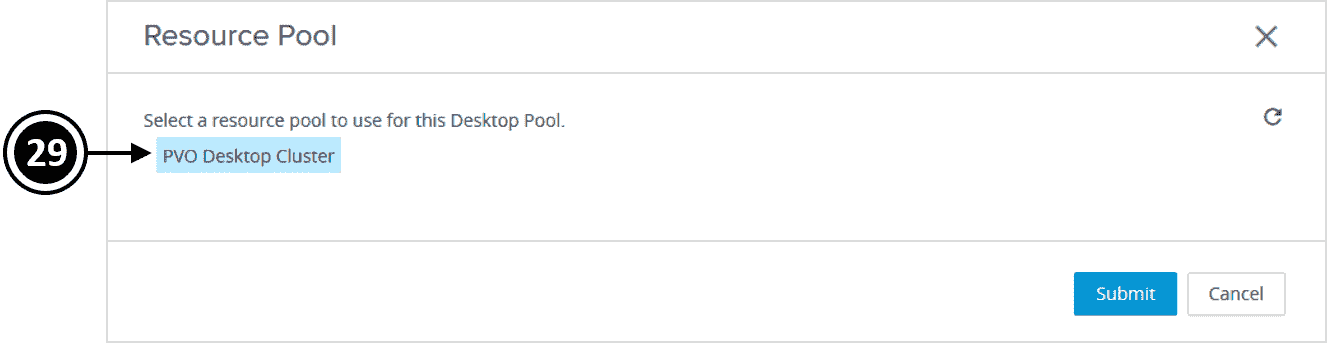 Resource Pool
Select a resource pool to use for this Desktop Pool.
29
PVO Desktop Cluster
Submit
Cancel